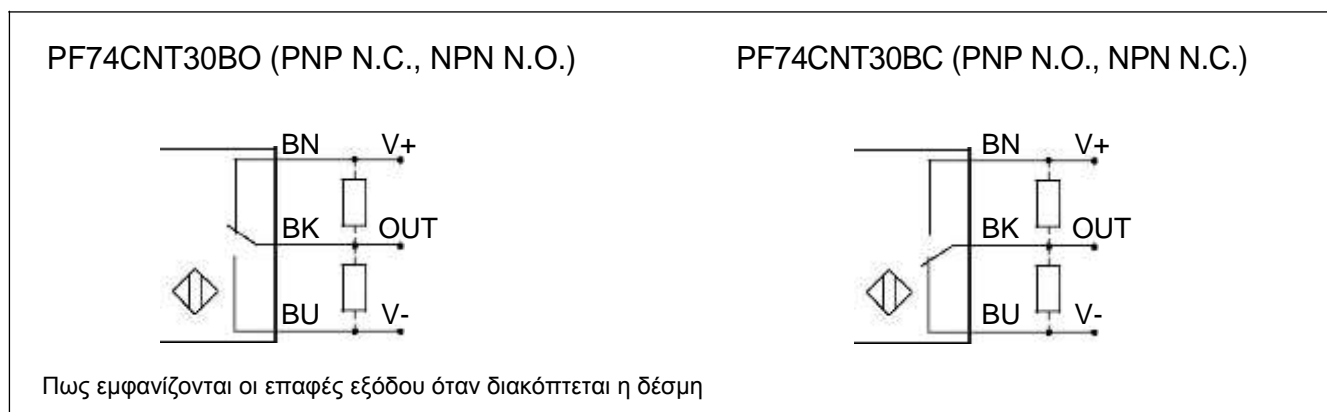 PF74CNT30BO (PNP N.C., NPN N.O.)
PF74CNT30BC (PNP N.O., NPN N.C.)
BN V+
BK OUT
BU V-
BN V+
BK OUT
BU V-
Πως εμφανίζονται οι επαφές εξόδου όταν διακόπτεται η δέσμη